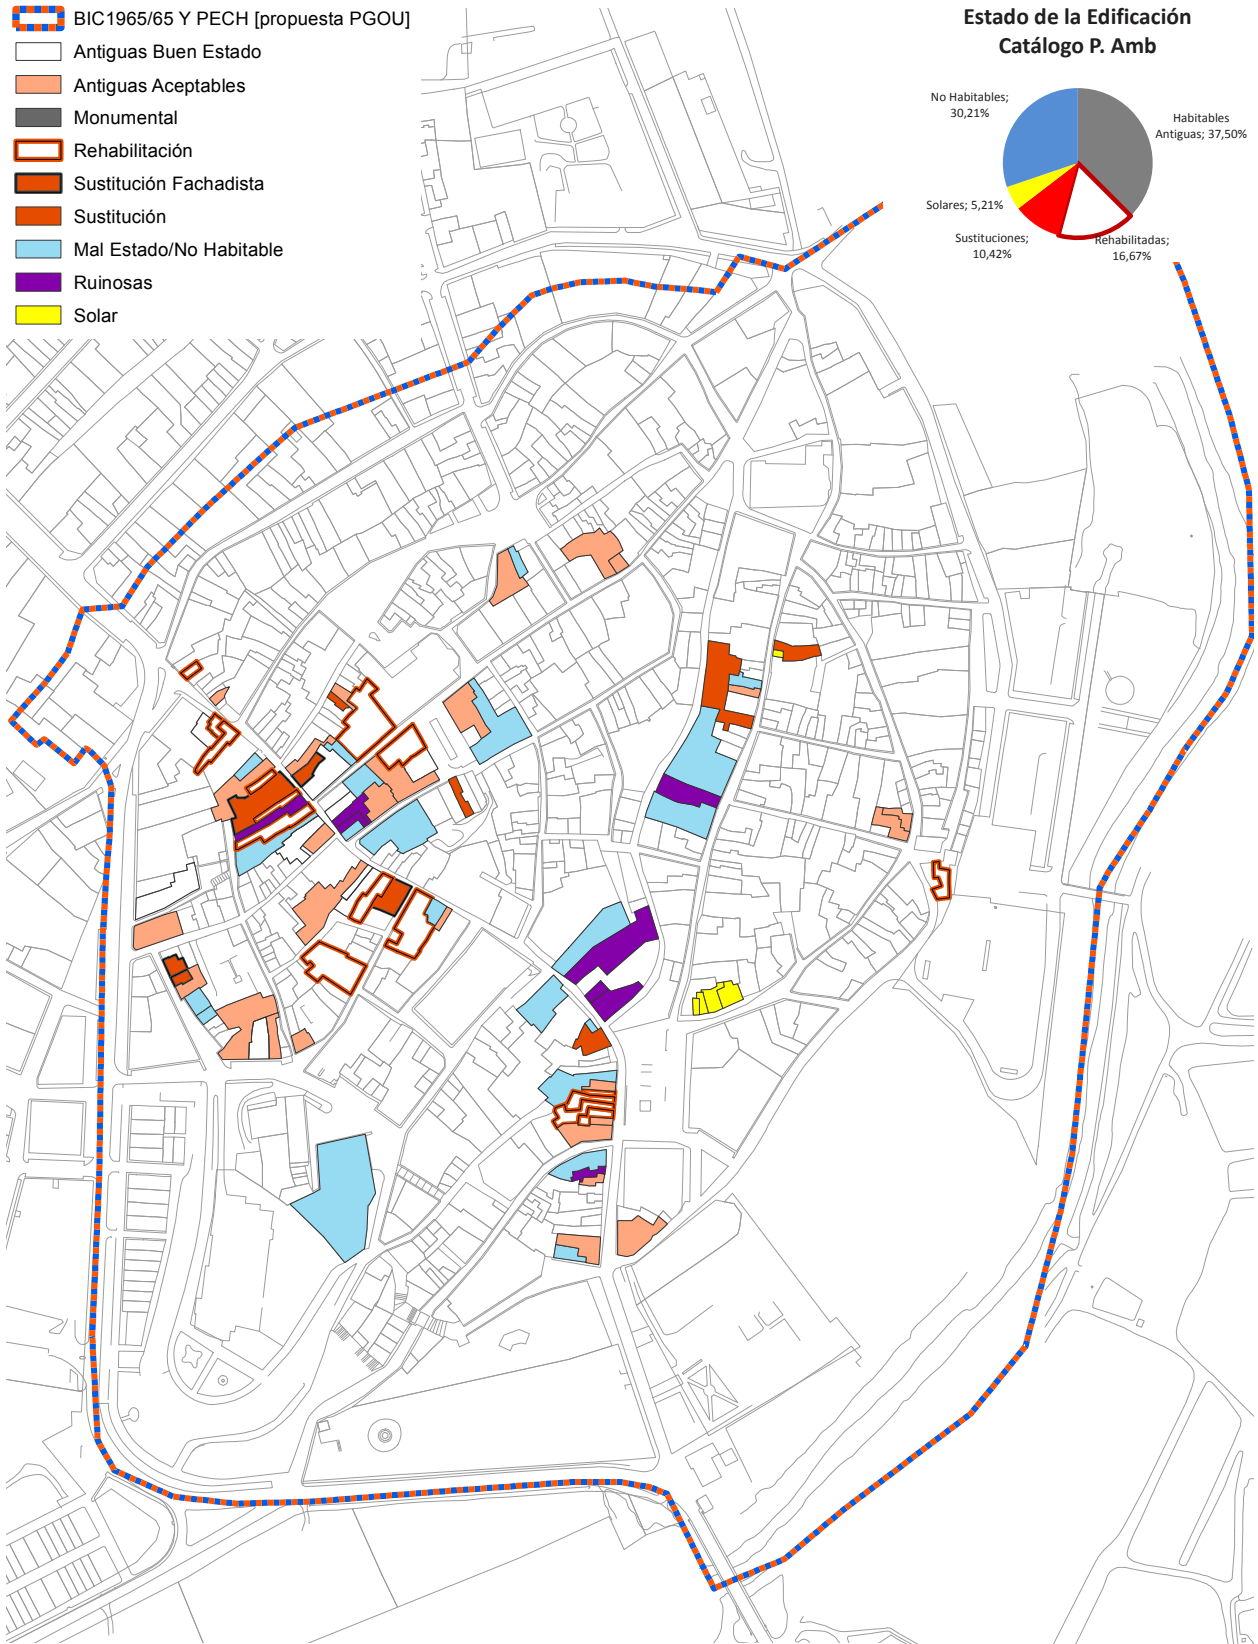 BIC1965/65 Y PECH [propuesta PGOU]
Antiguas Buen Estado
Antiguas Aceptables
Monumental
Rehabilitación
Sustitución Fachadista
Sustitución
Mal Estado/No Habitable
Ruinosas
Solar
Estado de la Edificación
Catálogo P. Amb
No Habitables;
30,21%
Habitables
Antiguas; 37,50%
Solares; 5,21%
Sustituciones;
10,42%
Rehabilitadas;
16,67%